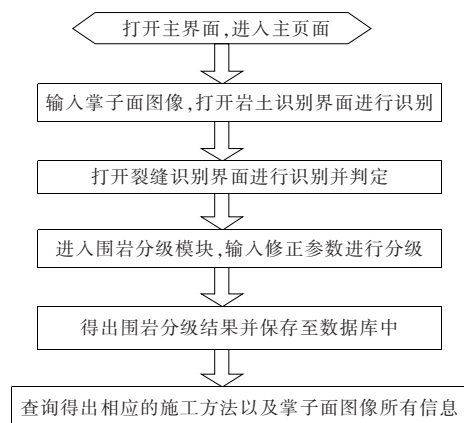 打开主界面,进入主页面
输入掌子面图像,打开岩土识别界面进行识别
打开裂缝识别界面进行识别并判定
进入围岩分级模块,输入修正参数进行分级
得出围岩分级结果并保存至数据库中
查询得出相应的施工方法以及掌子面图像所有信息